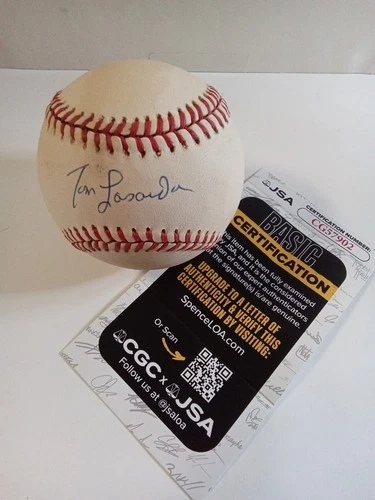 Tom Lasorda
JSA
CERTIFICATION NUMBER:
CG57902
BASIC
CERTIFICATION
This item has been fully examined
by JSA and it is the considered
opinion of our expert authenticators
that the signature(s) is/are genuine.
UPGRADE TO A LETTER OF
AUTHENTICITY & VERIFY THIS
CERTIFICATION BY VISITING:
SpenceLOA.com
Or Scan
CGC x JSA
Follow us @jsaloa